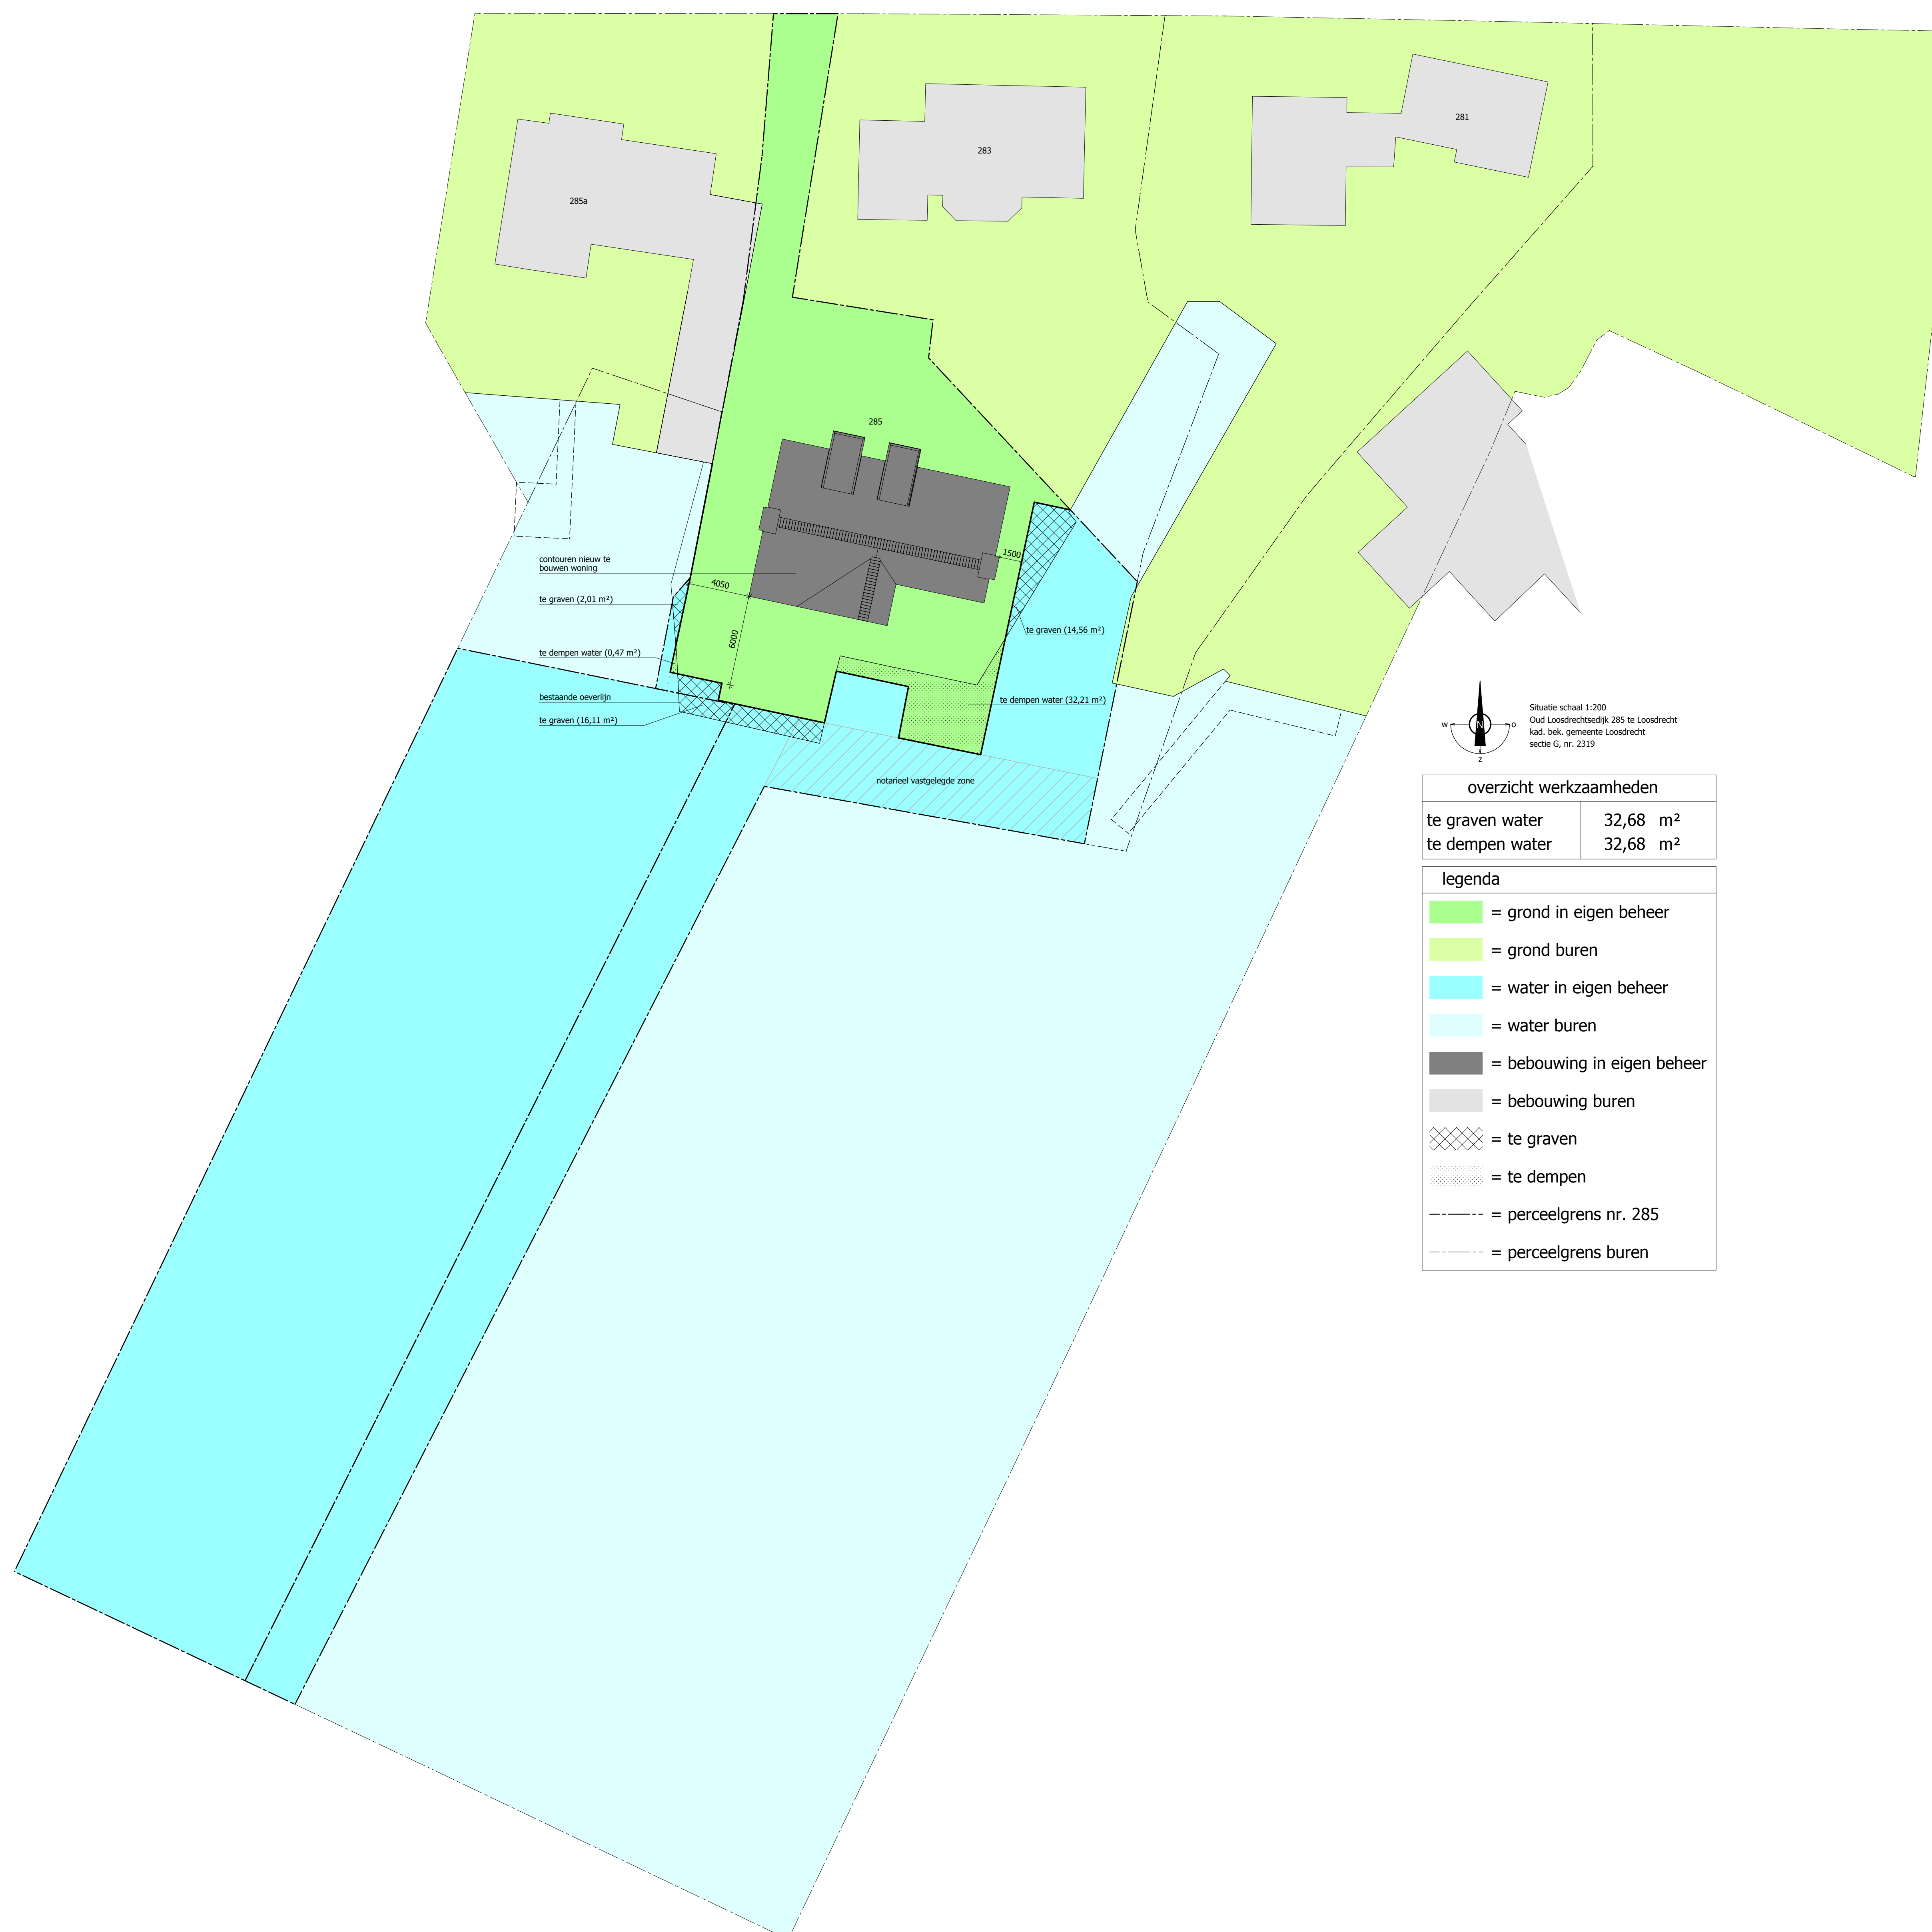 281
283
285a
285
contouren nieuw te
bouwen woning
1500
4050
te graven (2,01 m²)
te graven (14,56 m²)
6000
te dempen water (0,47 m²)
bestaande oeverlijn
te dempen water (32,21 m²)
te graven (16,11 m²)
notarieel vastgelegde zone
N
w
o
z
Situatie schaal 1:200
Oud Loosdrechtsedijk 285 te Loosdrecht
kad. bek. gemeente Loosdrecht
sectie G, nr. 2319
overzicht werkzaamheden
te graven water 32,68 m²
te dempen water 32,68 m²
legenda
= grond in eigen beheer
= grond buren
= water in eigen beheer
= water buren
= bebouwing in eigen beheer
= bebouwing buren
= te graven
= te dempen
= perceelgrens nr. 285
= perceelgrens buren